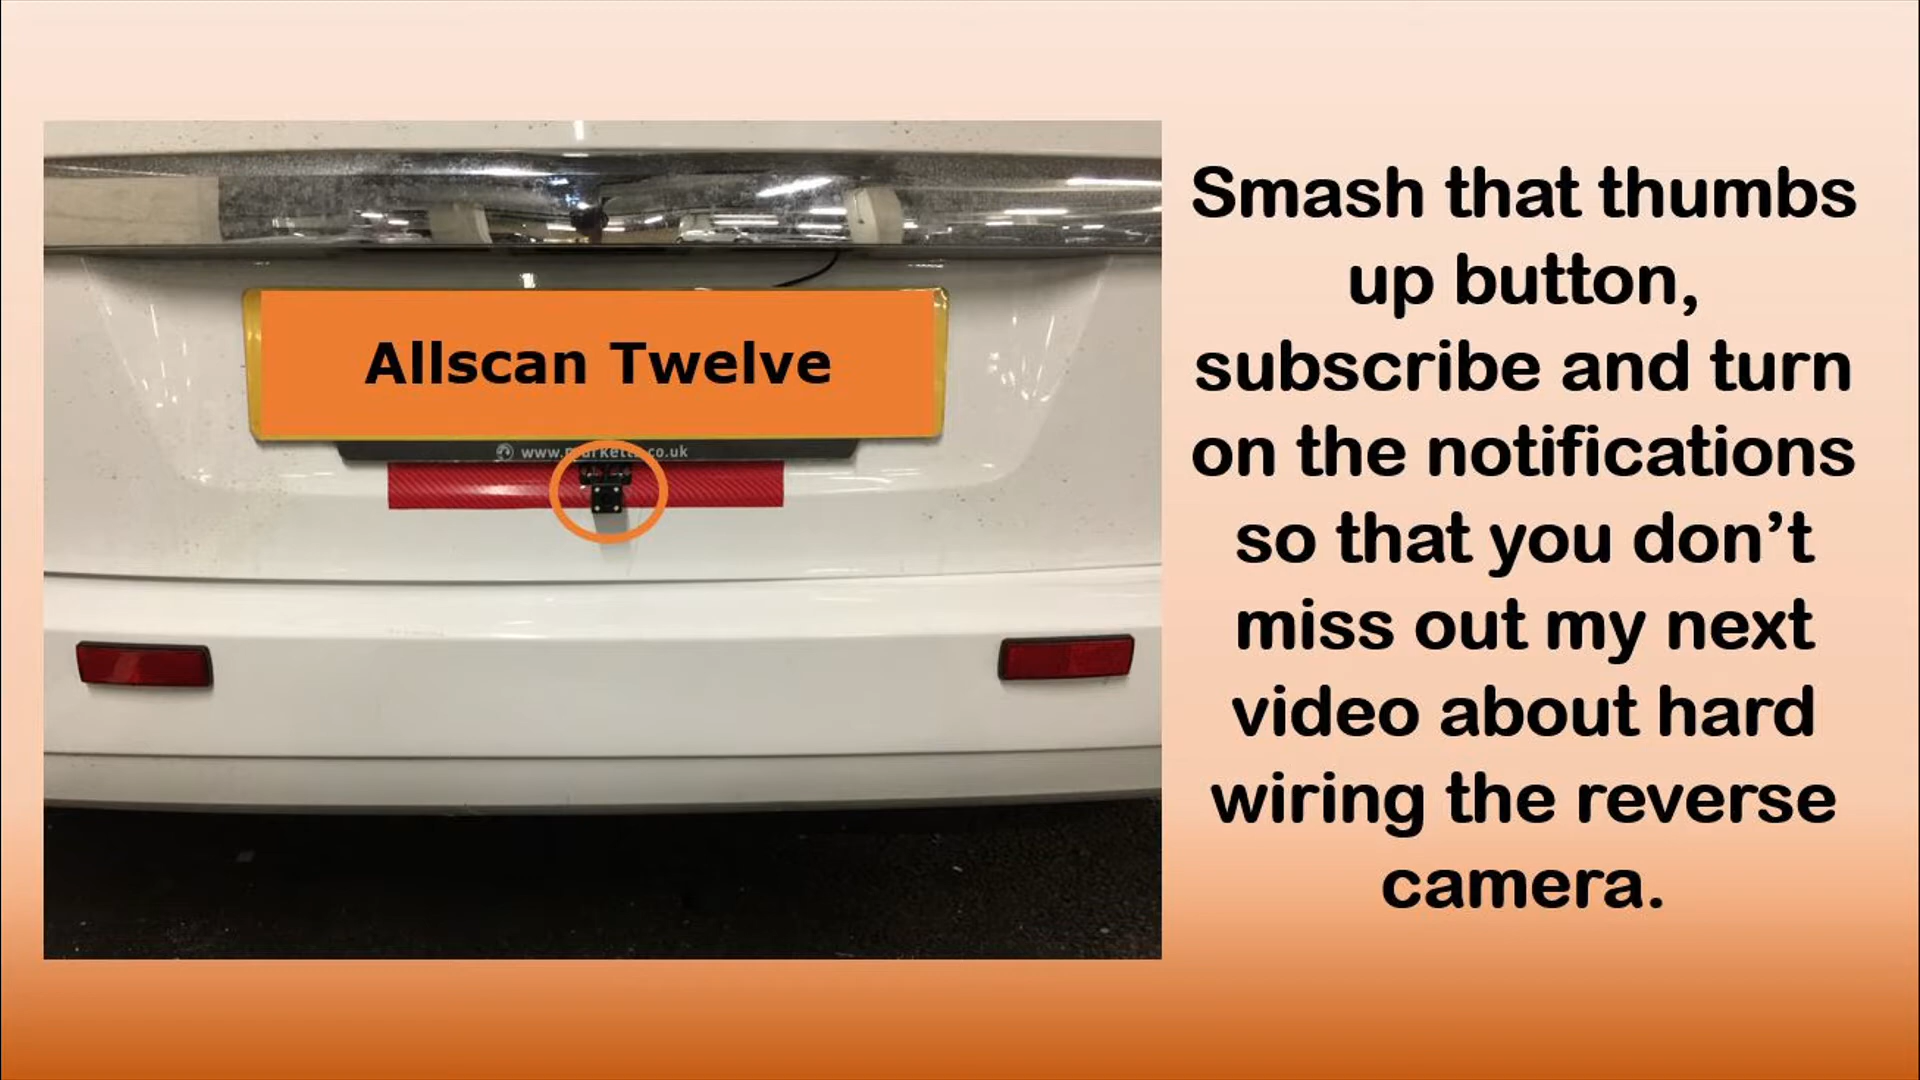 Allscan Twelve
Smash that thumbs
up button,
subscribe and turn
on the notifications
so that you don't
miss out my next
video about hard
wiring the reverse
camera.